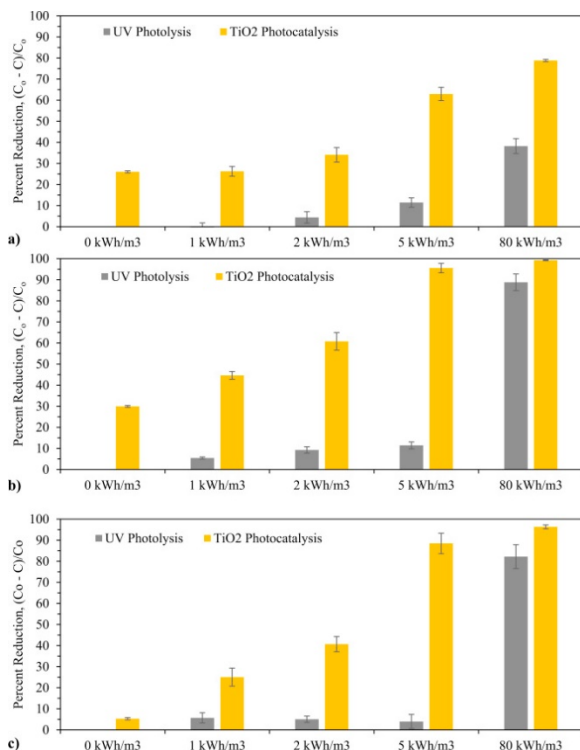 UV Photolysis TiO2 Photocatalysis
Percent Reduction, (Co - C)/Co
100
90
80
70
60
50
40
30
20
10
0
0 kWh/m3 1 kWh/m3 2 kWh/m3 5 kWh/m3 80 kWh/m3
a)
UV Photolysis TiO2 Photocatalysis
Percent Reduction, (Co - C)/Co
100
90
80
70
60
50
40
30
20
10
0
0 kWh/m3 1 kWh/m3 2 kWh/m3 5 kWh/m3 80 kWh/m3
b)
UV Photolysis TiO2 Photocatalysis
Percent Reduction, (Co - C)/Co
100
90
80
70
60
50
40
30
20
10
0
0 kWh/m3 1 kWh/m3 2 kWh/m3 5 kWh/m3 80 kWh/m3
c)